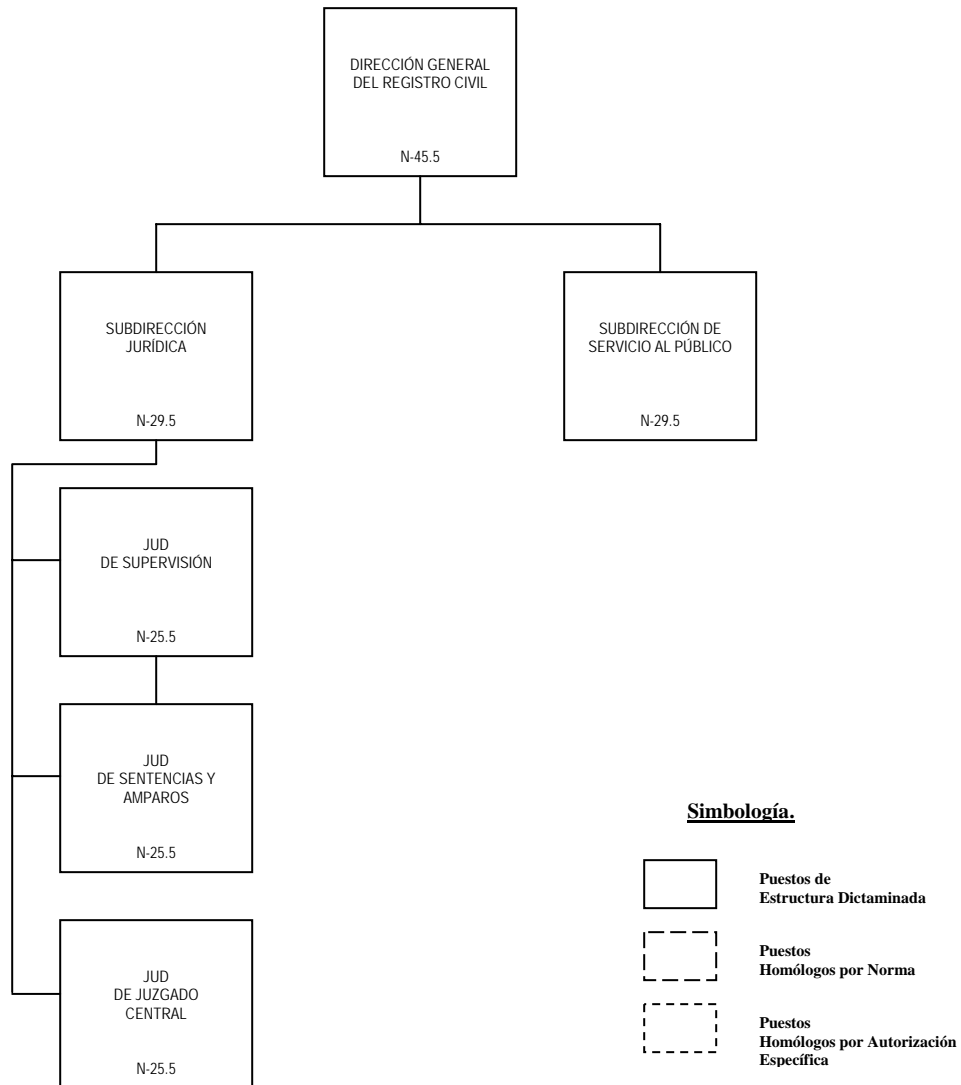 DIRECCIÓN GENERAL
DEL REGISTRO CIVIL
N-45.5
SUBDIRECCIÓN
JURÍDICA
N-29.5
SUBDIRECCIÓN DE
SERVICIO AL PÚBLICO
N-29.5
JUD
DE SUPERVISIÓN
N-25.5
JUD
DE SENTENCIAS Y
AMPAROS
N-25.5
JUD
DE JUZGADO
CENTRAL
N-25.5
Simbología.
Puestos de
Estructura Dictaminada
Puestos
Homólogos por Norma
Puestos
Homólogos por Autorización
Específica